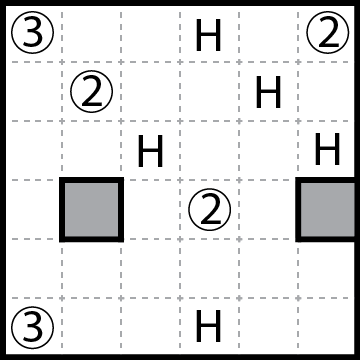 ③ H ②
② H
H H
②
③ H